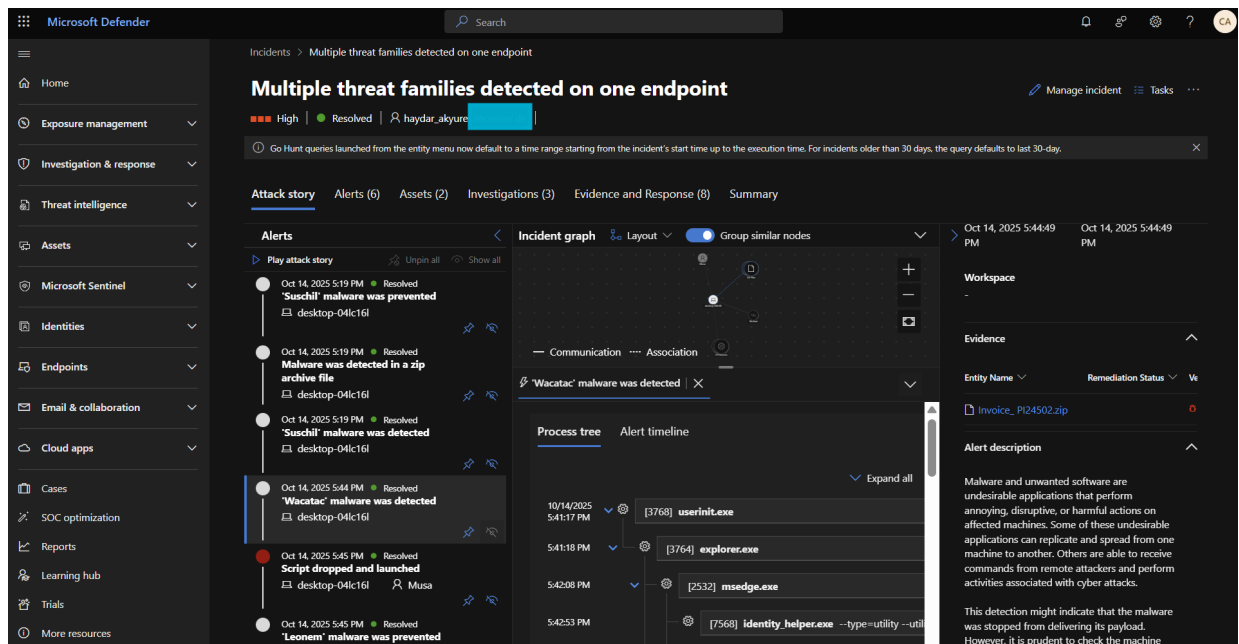 Microsoft Defender
Search
CA
Home
Exposure management
Investigation & response
Threat intelligence
Assets
Microsoft Sentinel
Identities
Endpoints
Email & collaboration
Cloud apps
Cases
SOC optimization
Reports
Learning hub
Trials
More resources
Incidents > Multiple threat families detected on one endpoint
Multiple threat families detected on one endpoint
Manage incident
Tasks
High | Resolved | haydar_akyure
Go Hunt queries launched from the entity menu now default to a time range starting from the incident's start time up to the execution time. For incidents older than 30 days, the query defaults to last 30-day.
Attack story Alerts (6) Assets (2) Investigations (3) Evidence and Response (8) Summary
Alerts
Play attack story Unpin all Show all
Oct 14, 2025 5:19 PM Resolved
'Suschil' malware was prevented
desktop-04lc16l
Oct 14, 2025 5:19 PM Resolved
Malware was detected in a zip
archive file
desktop-04lc16l
Oct 14, 2025 5:19 PM Resolved
'Suschil' malware was detected
desktop-04lc16l
Oct 14, 2025 5:44 PM Resolved
'Wacatac' malware was detected
desktop-04lc16l
Oct 14, 2025 5:45 PM Resolved
Script dropped and launched
desktop-04lc16l Musa
Oct 14, 2025 5:45 PM Resolved
'Leonem' malware was prevented
Incident graph Layout Group similar nodes
Communication Association
'Wacatac' malware was detected
Process tree Alert timeline
Expand all
10/14/2025
5:41:17 PM
[3768] userinit.exe
5:41:18 PM [3764] explorer.exe
5:42:08 PM [2532] msedge.exe
5:42:53 PM [7568] identity_helper.exe --type=utility --util
Oct 14, 2025 5:44:49
PM
Oct 14, 2025 5:44:49
PM
Workspace
-
Evidence
Entity Name Remediation Status Ve
Invoice_ PI24502.zip
Alert description
Malware and unwanted software are
undesirable applications that perform
annoying, disruptive, or harmful actions on
affected machines. Some of these undesirable
applications can replicate and spread from one
machine to another. Others are able to receive
commands from remote attackers and perform
activities associated with cyber attacks.
This detection might indicate that the malware
was stopped from delivering its payload.
However, it is prudent to check the machine